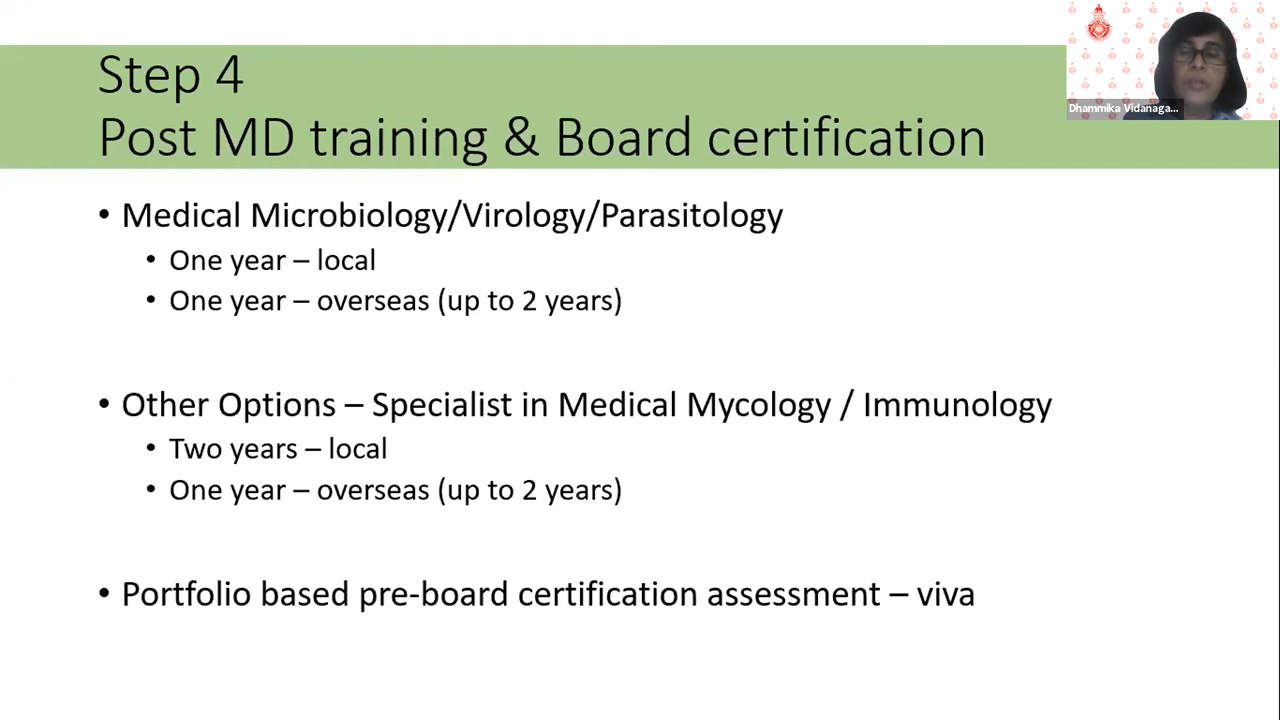 Step 4
Post MD training & Board certification
Dhammika Vidanaga...
• Medical Microbiology/Virology/Parasitology
• One year – local
• One year – overseas (up to 2 years)
• Other Options – Specialist in Medical Mycology / Immunology
• Two years – local
• One year – overseas (up to 2 years)
• Portfolio based pre-board certification assessment – viva